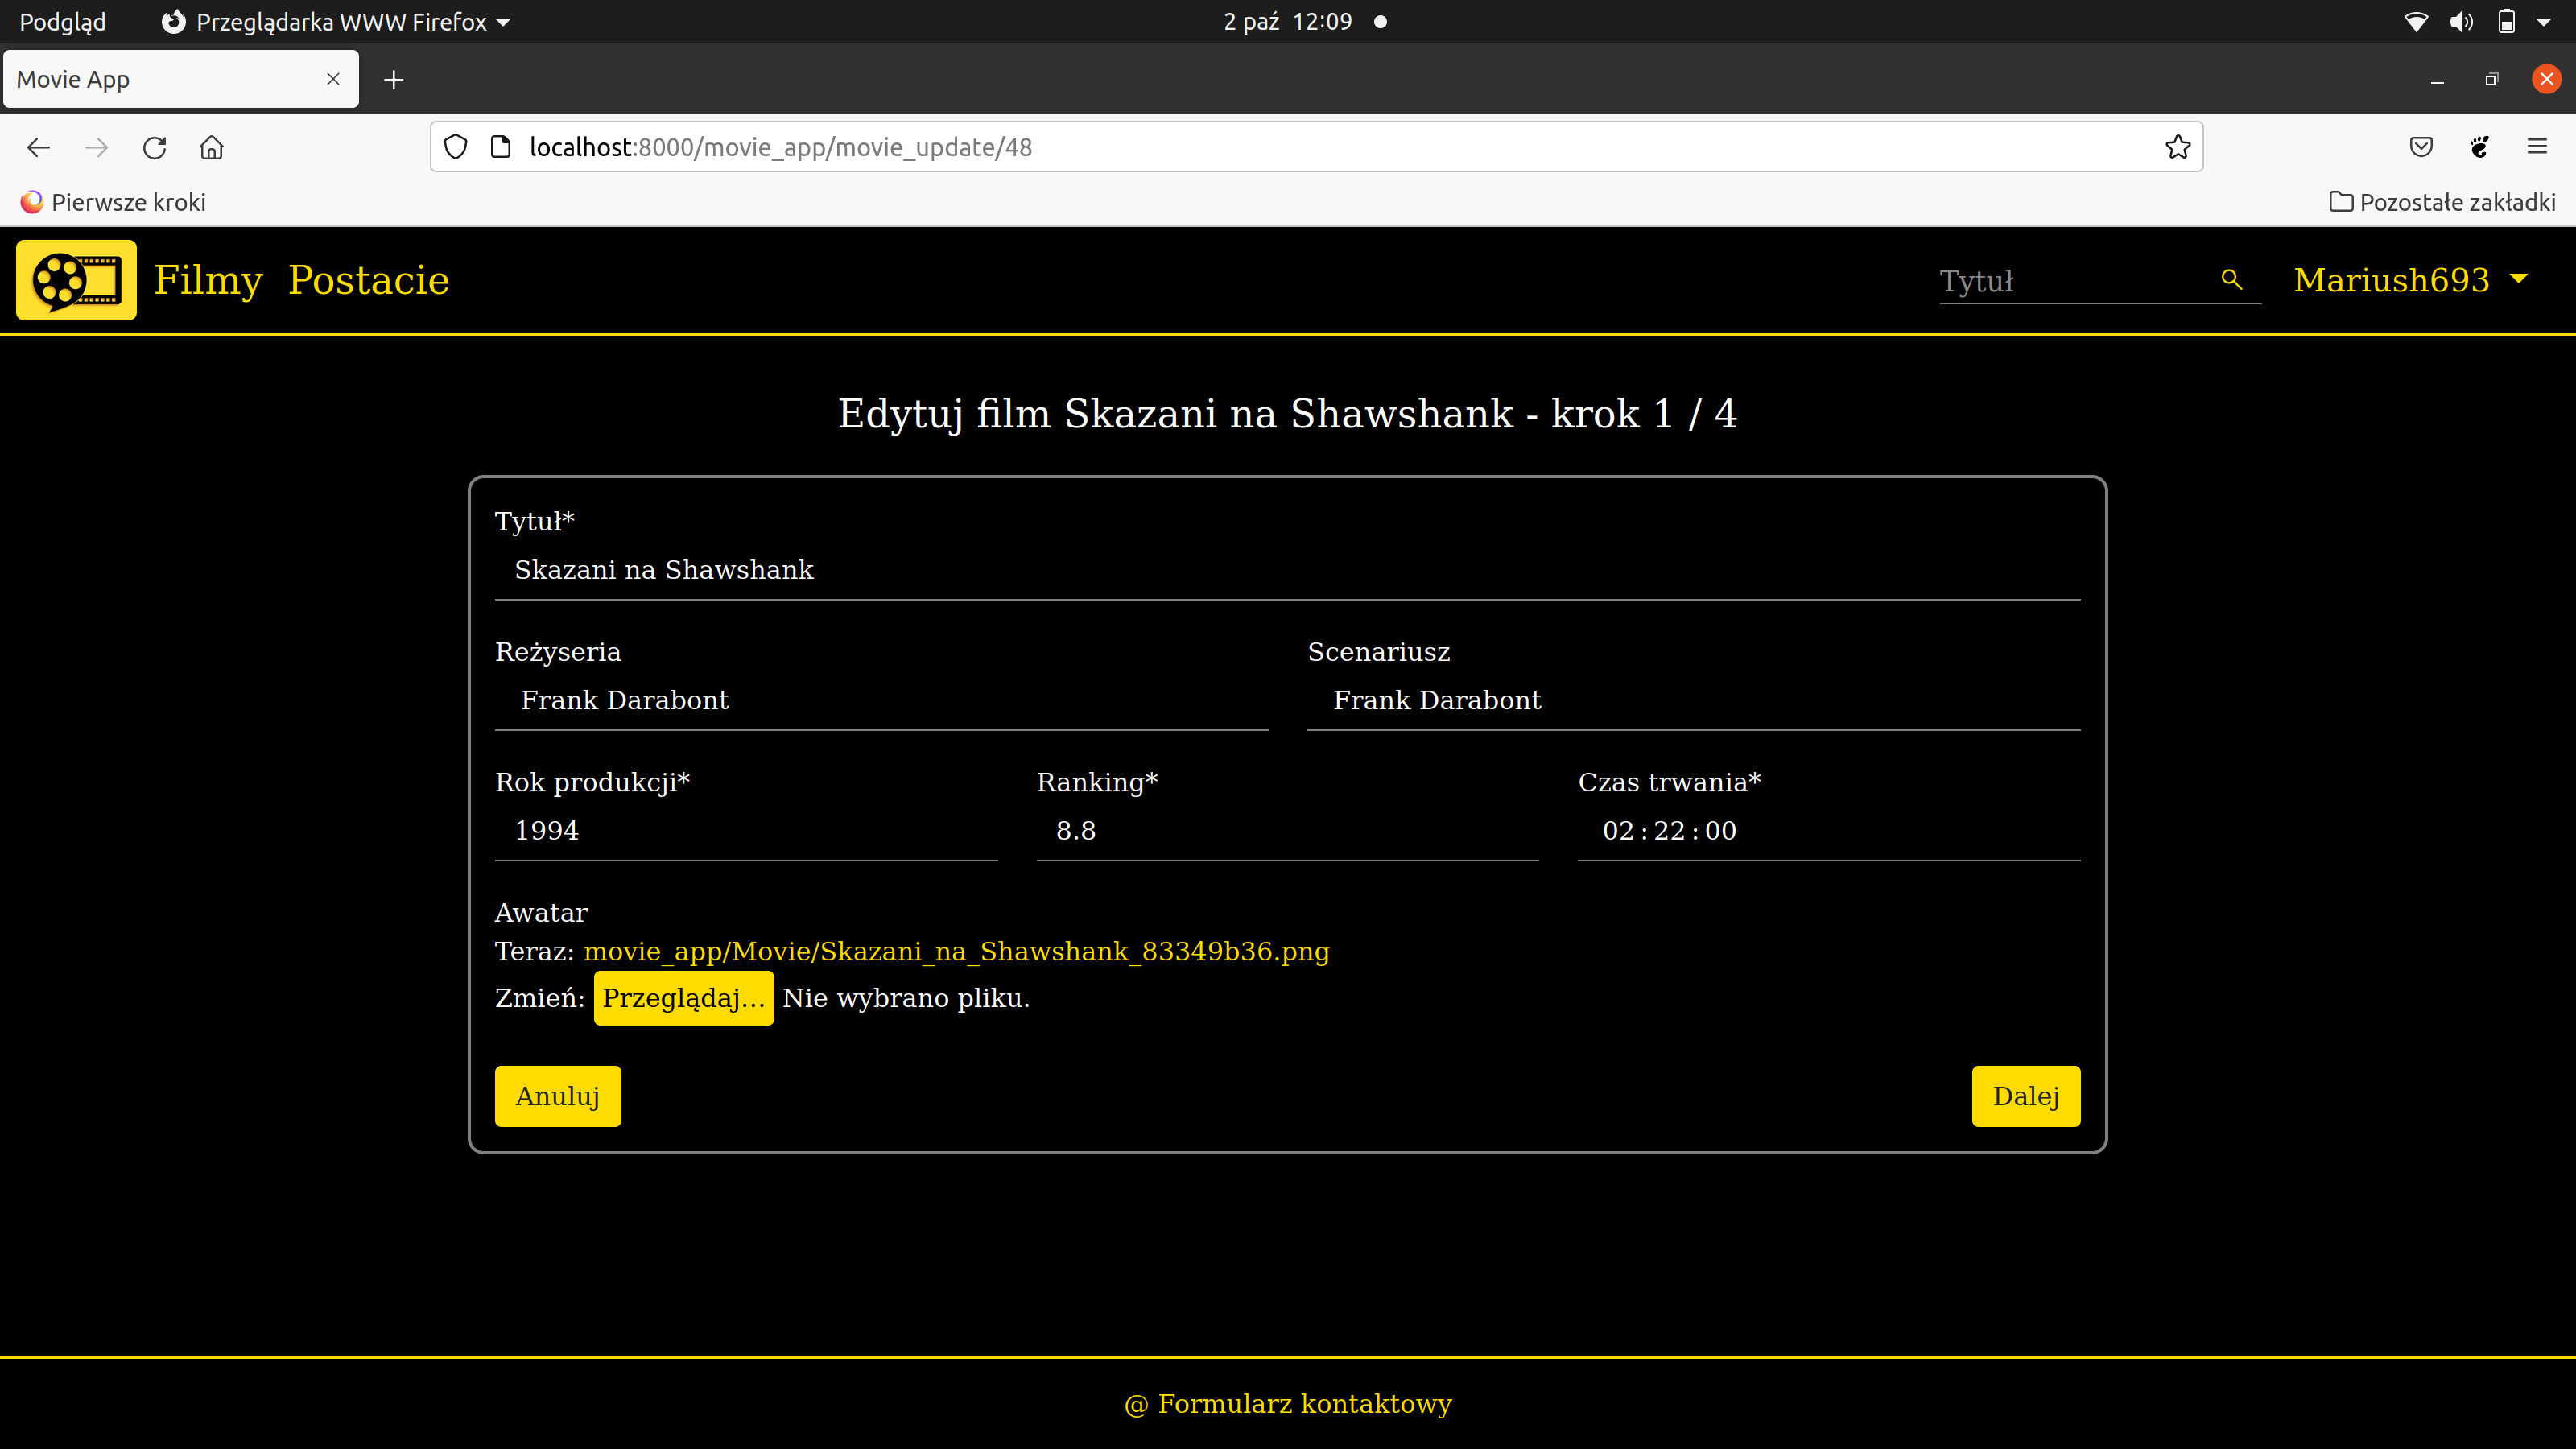 Podgląd Przeglądarka WWW Firefox 2 paź 12:09
Movie App
localhost:8000/movie_app/movie_update/48
Pierwsze kroki Pozostałe zakładki
Filmy Postacie Tytuł Mariush693
Edytuj film Skazani na Shawshank - krok 1 / 4
Tytuł*
Skazani na Shawshank
Reżyseria Scenariusz
Frank Darabont Frank Darabont
Rok produkcji* Ranking* Czas trwania*
1994 8.8 02 : 22 : 00
Awatar
Teraz: movie_app/Movie/Skazani_na_Shawshank_83349b36.png
Zmień: Przeglądaj... Nie wybrano pliku.
Anuluj Dalej
@ Formularz kontaktowy